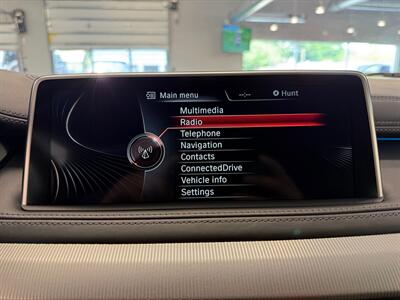 Main menu --:-- Hunt
Multimedia
Radio
Telephone
Navigation
Contacts
ConnectedDrive
Vehicle info
Settings